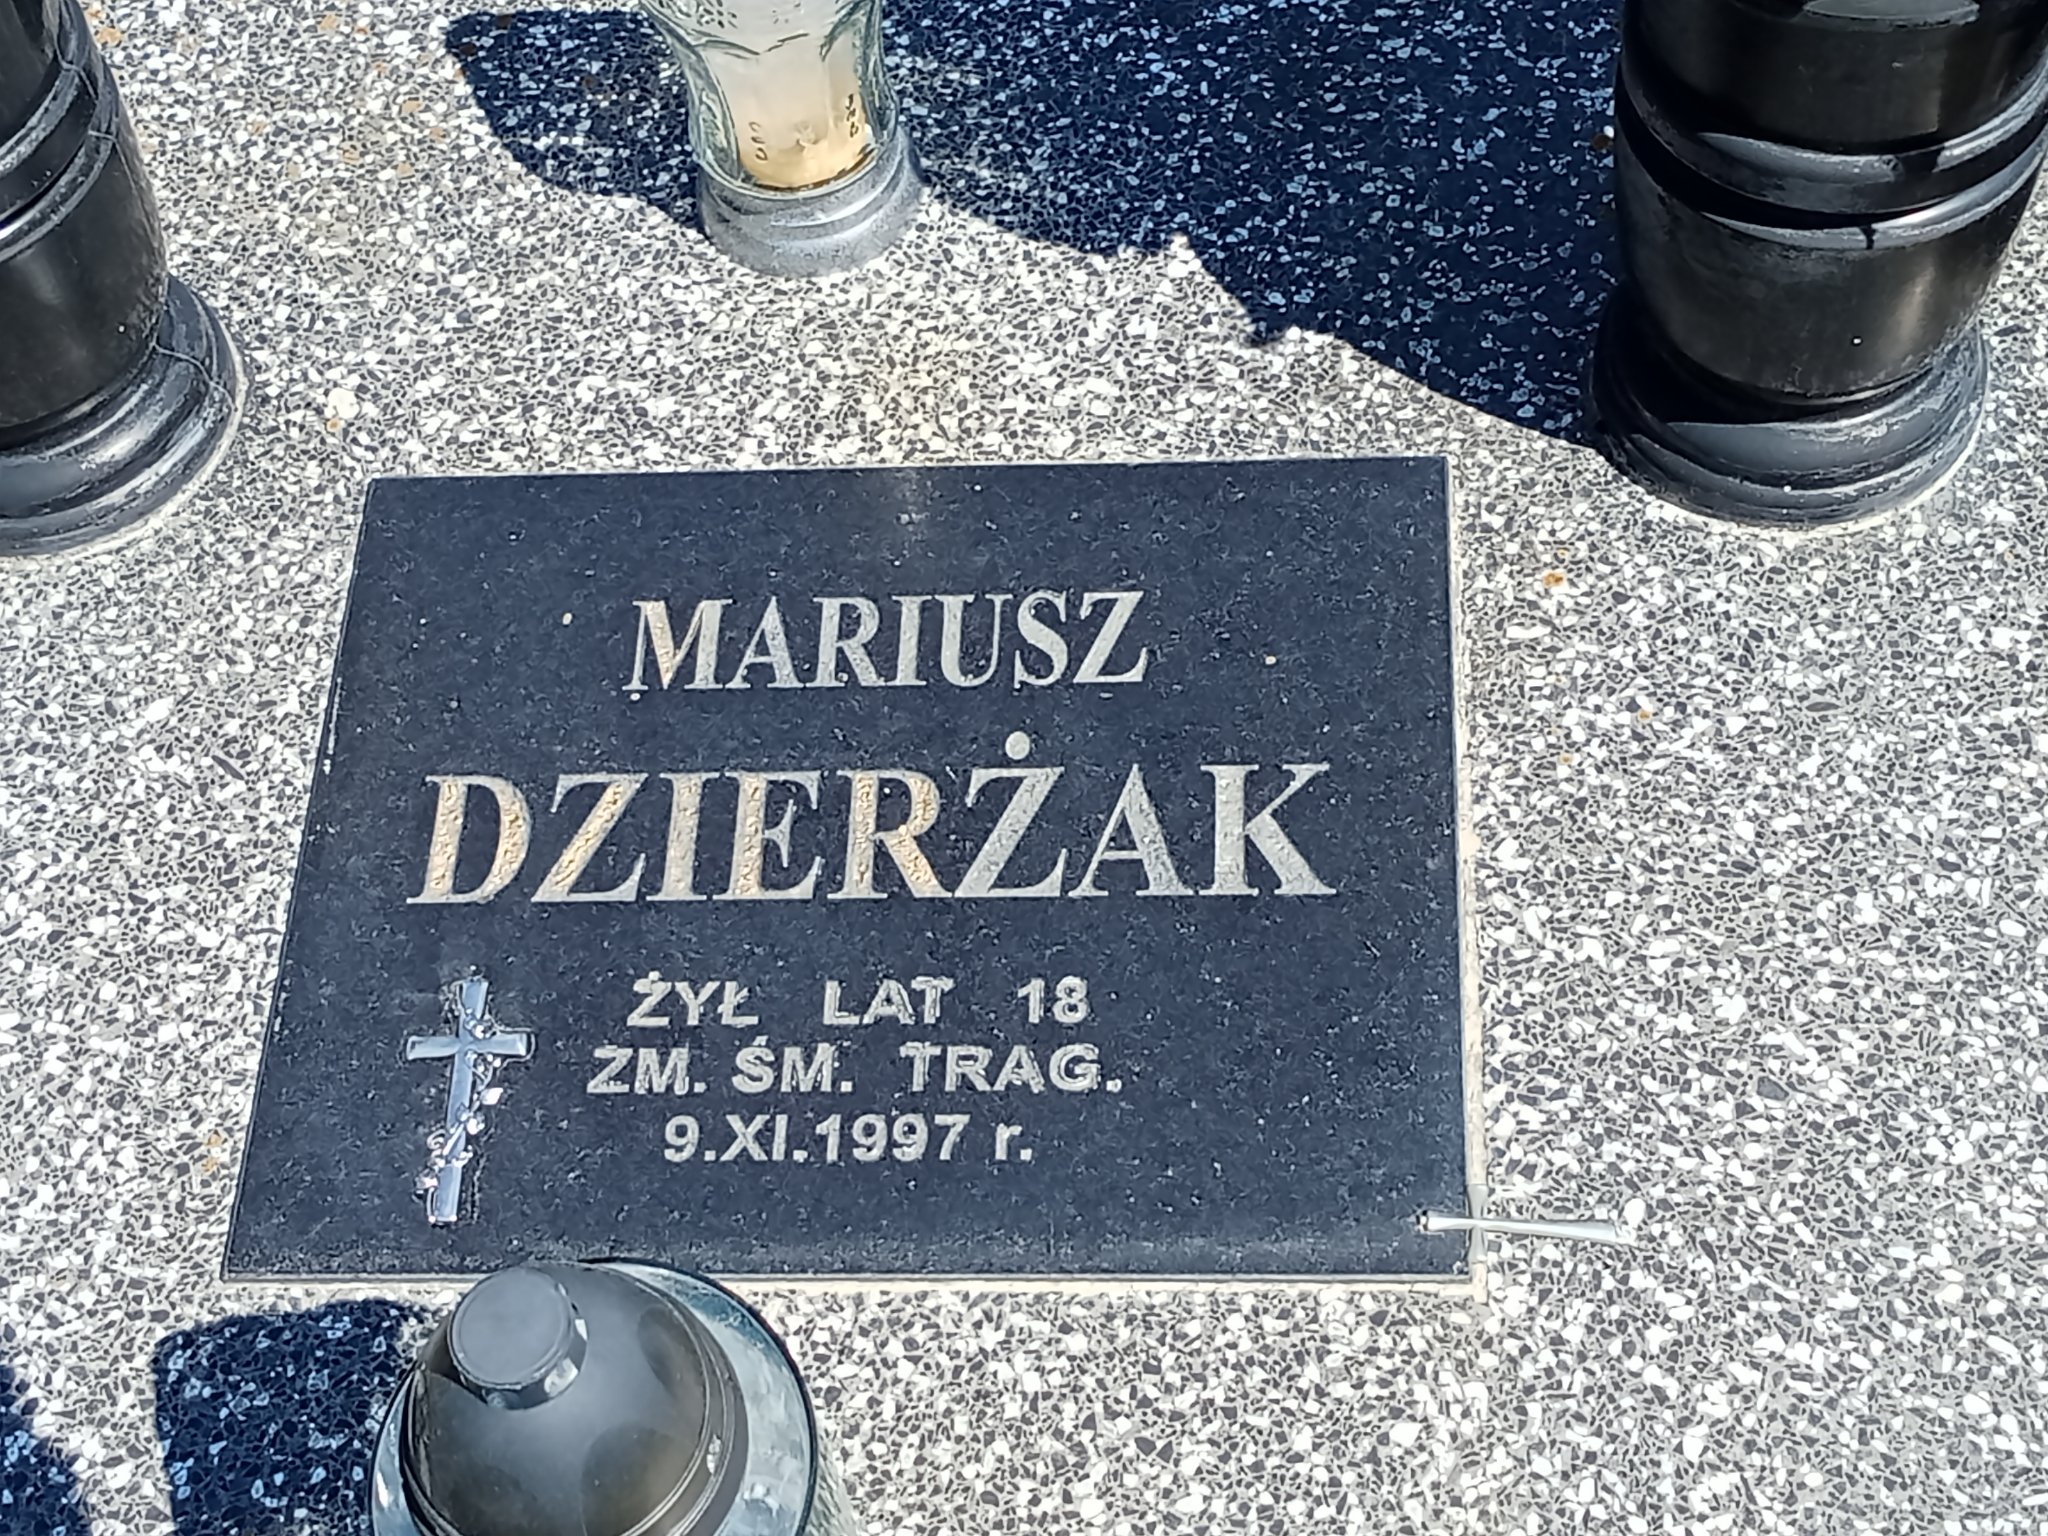 MARIUSZ
DZIERŻAK
ŻYŁ LAT 18
ZM. ŚM. TRAG.
9.XI.1997 r.